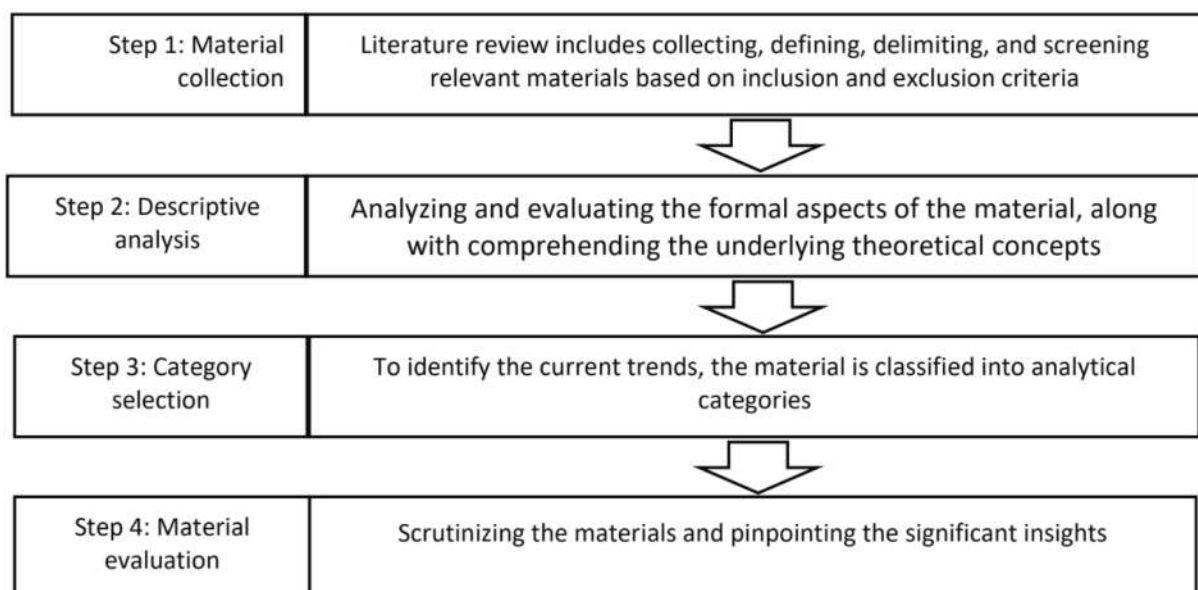 Step 1: Material
collection
Literature review includes collecting, defining, delimiting, and screening
relevant materials based on inclusion and exclusion criteria
Step 2: Descriptive
analysis
Analyzing and evaluating the formal aspects of the material, along
with comprehending the underlying theoretical concepts
Step 3: Category
selection
To identify the current trends, the material is classified into analytical
categories
Step 4: Material
evaluation
Scrutinizing the materials and pinpointing the significant insights